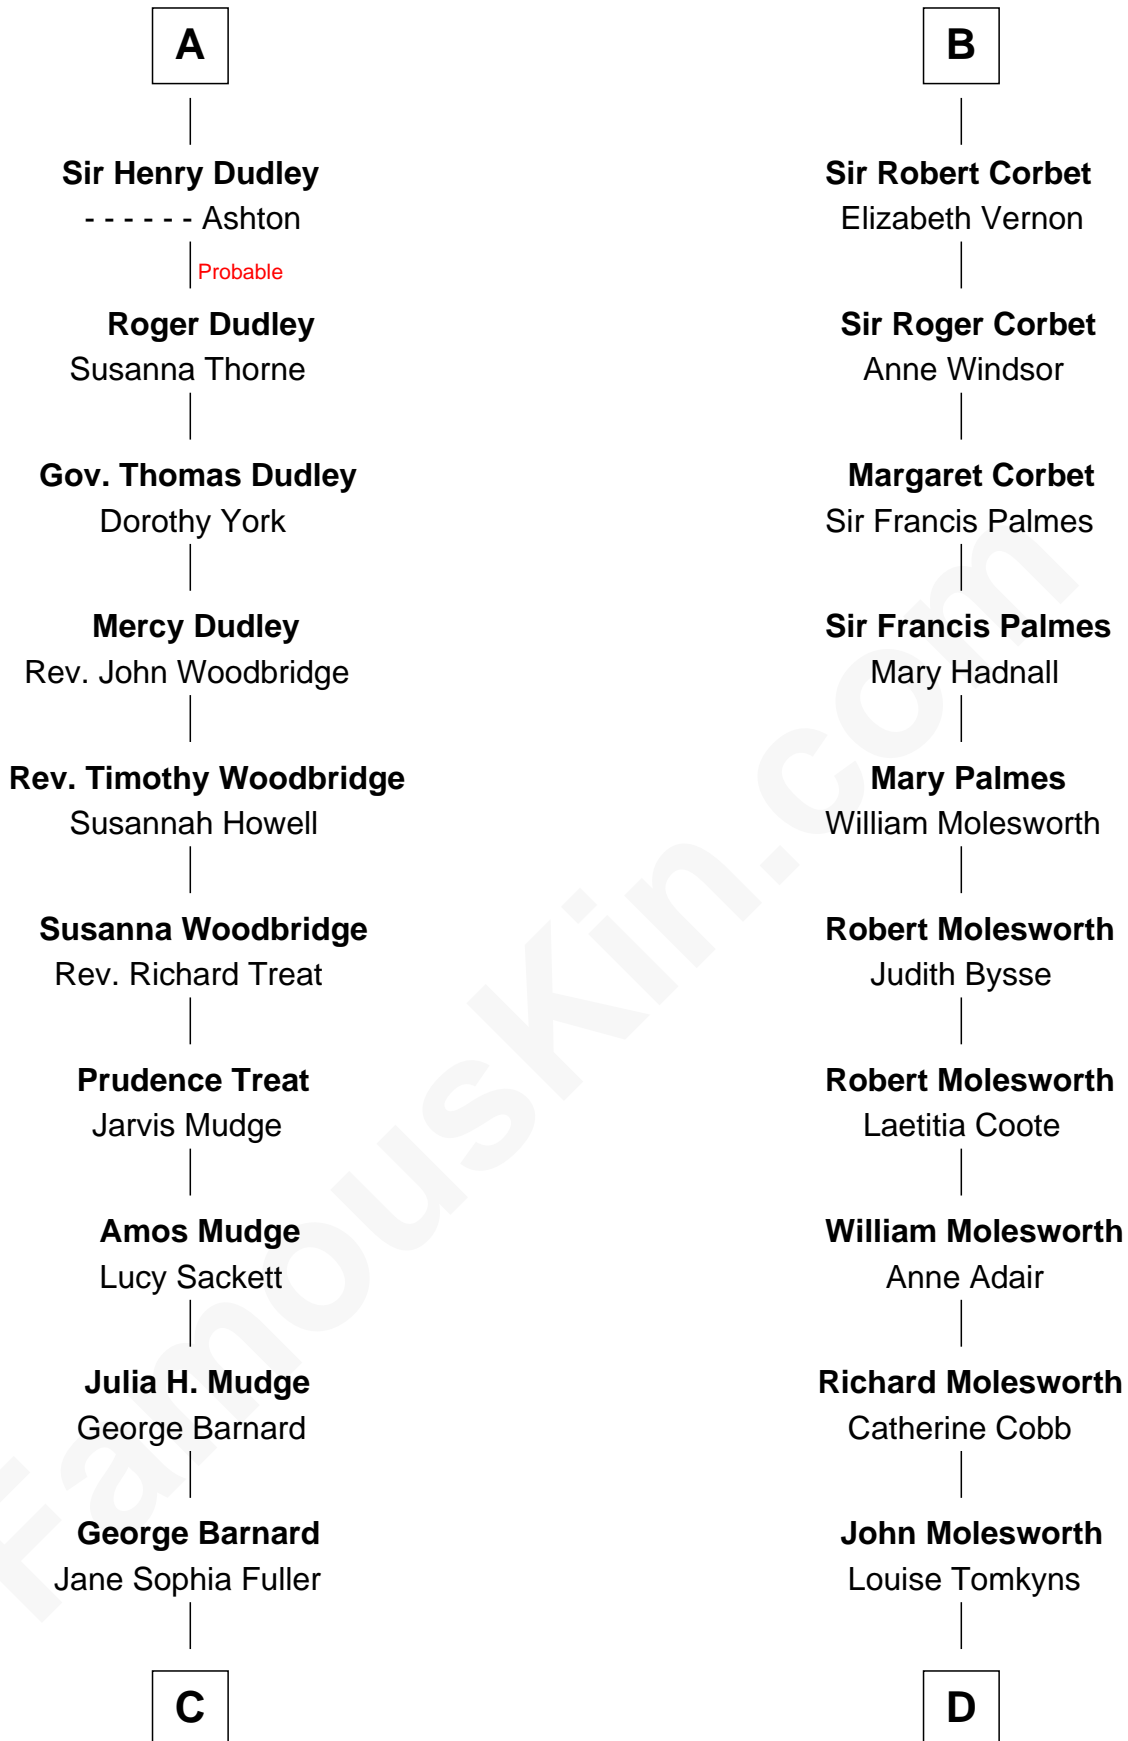 A
Sir Henry Dudley
- - - - - - Ashton
Probable
Roger Dudley
Susanna Thorne
Gov. Thomas Dudley
Dorothy York
Mercy Dudley
Rev. John Woodbridge
Rev. Timothy Woodbridge
Susannah Howell
Susanna Woodbridge
Rev. Richard Treat
Prudence Treat
Jarvis Mudge
Amos Mudge
Lucy Sackett
Julia H. Mudge
George Barnard
George Barnard
Jane Sophia Fuller
C
B
Sir Robert Corbet
Elizabeth Vernon
Sir Roger Corbet
Anne Windsor
Margaret Corbet
Sir Francis Palmes
Sir Francis Palmes
Mary Hadnall
Mary Palmes
William Molesworth
Robert Molesworth
Judith Bysse
Robert Molesworth
Laetitia Coote
William Molesworth
Anne Adair
Richard Molesworth
Catherine Cobb
John Molesworth
Louise Tomkyns
D
FamousKin.com